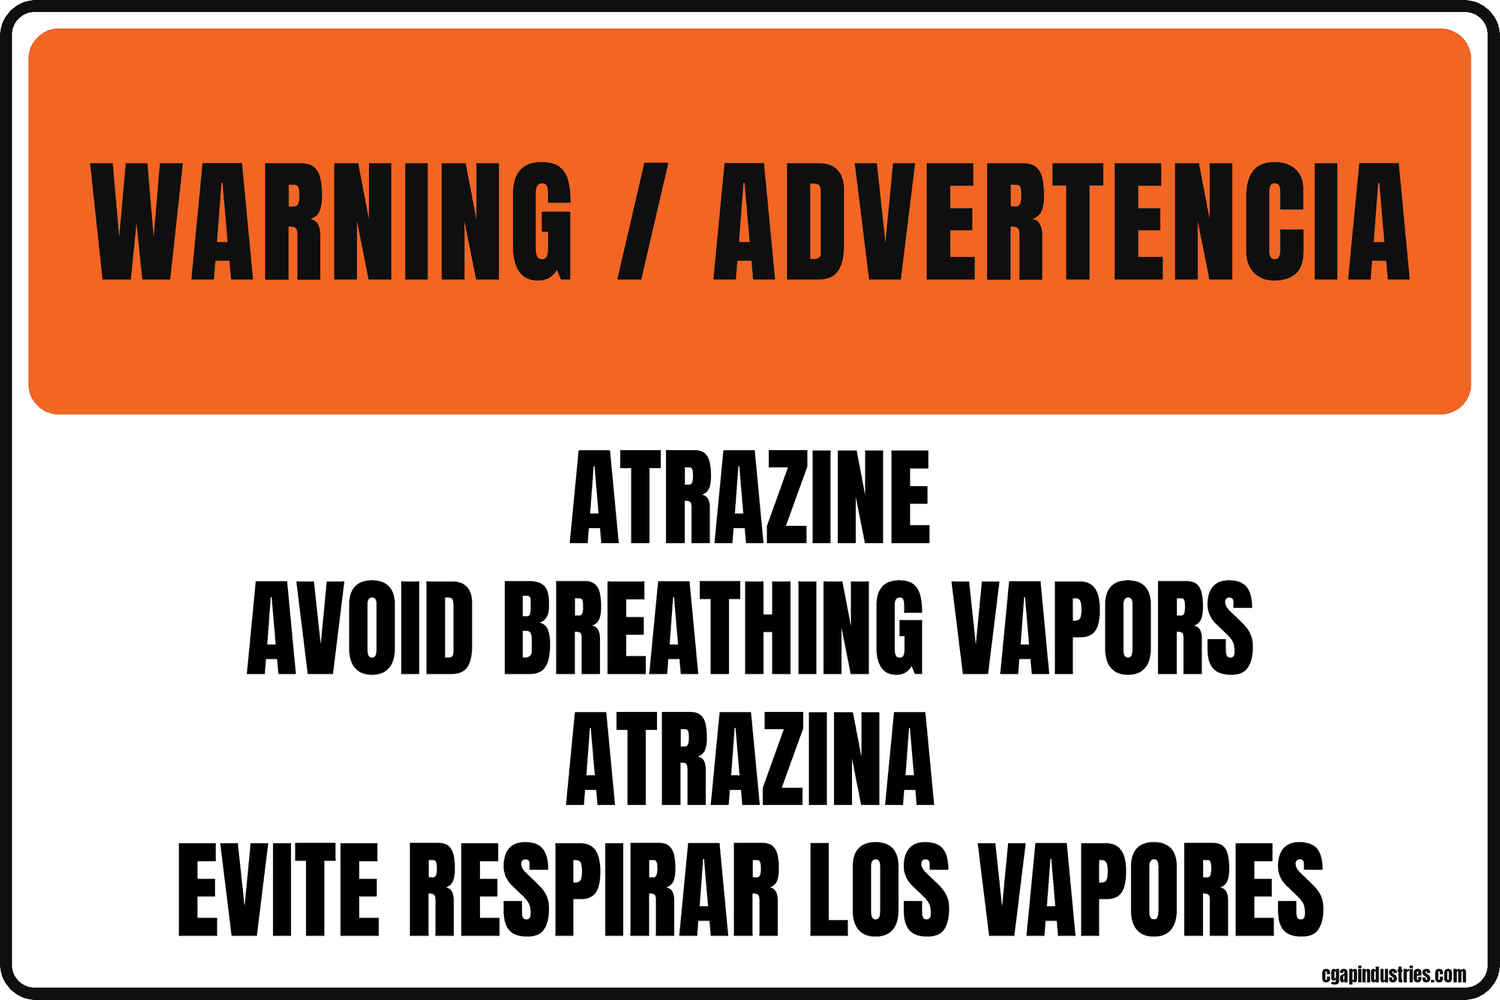 WARNING / ADVERTENCIA
ATRAZINE
AVOID BREATHING VAPORS
ATRAZINA
EVITE RESPIRAR LOS VAPORES
cgapindustries.com